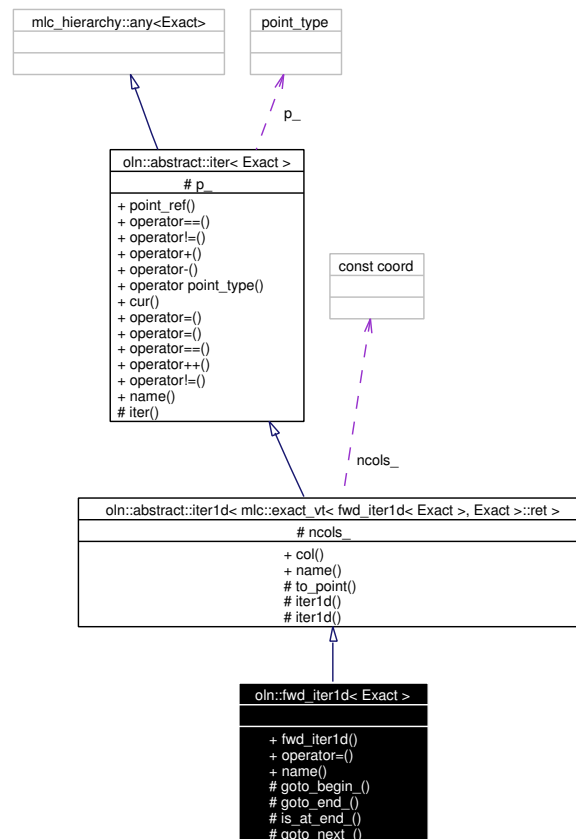 mlc_hierarchy::any<Exact>
point_type
p_
oln::abstract::iter< Exact >
# p_
+ point_ref()
+ operator==()
+ operator!=()
+ operator+()
+ operator-()
+ operator point_type()
+ cur()
+ operator=()
+ operator=()
+ operator==()
+ operator++()
+ operator!=()
+ name()
# iter()
const coord
ncols_
oln::abstract::iter1d< mlc::exact_vt< fwd_iter1d< Exact >, Exact >::ret >
# ncols_
+ col()
+ name()
# to_point()
# iter1d()
# iter1d()
oln::fwd_iter1d< Exact >
+ fwd_iter1d()
+ operator=()
+ name()
# goto_begin_()
# goto_end_()
# is_at_end_()
# goto_next_()